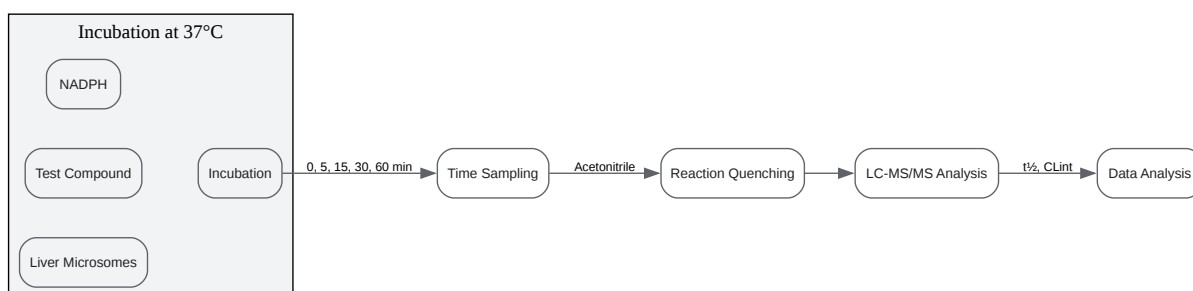 Incubation at 37°C
NADPH
Test Compound
Liver Microsomes
Incubation
0, 5, 15, 30, 60 min
Time Sampling
Acetonitrile
Reaction Quenching
LC-MS/MS Analysis
t½, CLint
Data Analysis